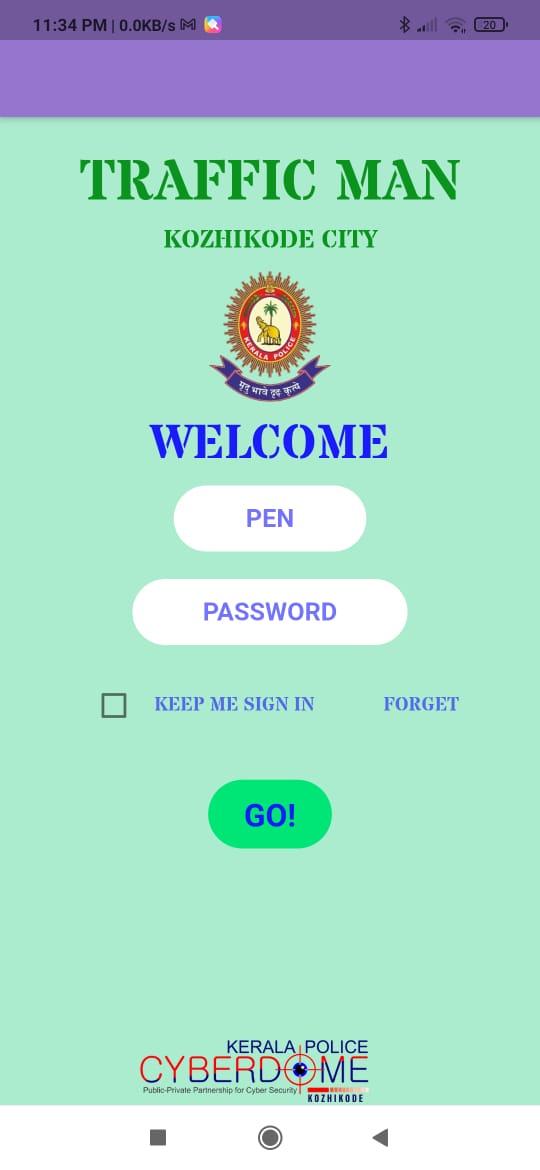 11:34 PM | 0.0KB/s
20
TRAFFIC MAN
KOZHIKODE CITY
KERALA POLICE
मृदु भावे दृढ़ कृत्ये
WELCOME
PEN
PASSWORD
KEEP ME SIGN IN
FORGET
GO!
KERALA POLICE
CYBERDOME
Public-Private Partnership for Cyber Security
KOZHIKODE